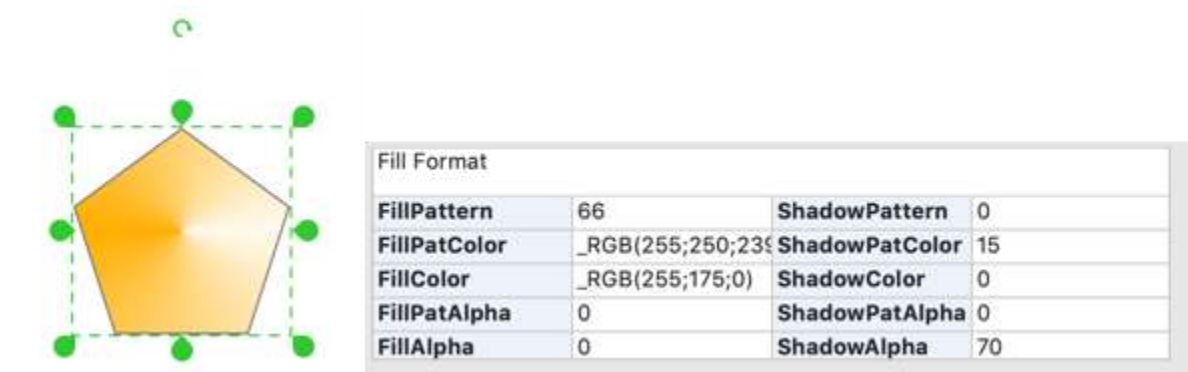 Fill Format
FillPattern 66 ShadowPattern 0
FillPatColor _RGB(255;250;239 ShadowPatColor 15
FillColor _RGB(255;175;0) ShadowColor 0
FillPatAlpha 0 ShadowPatAlpha 0
FillAlpha 0 ShadowAlpha 70